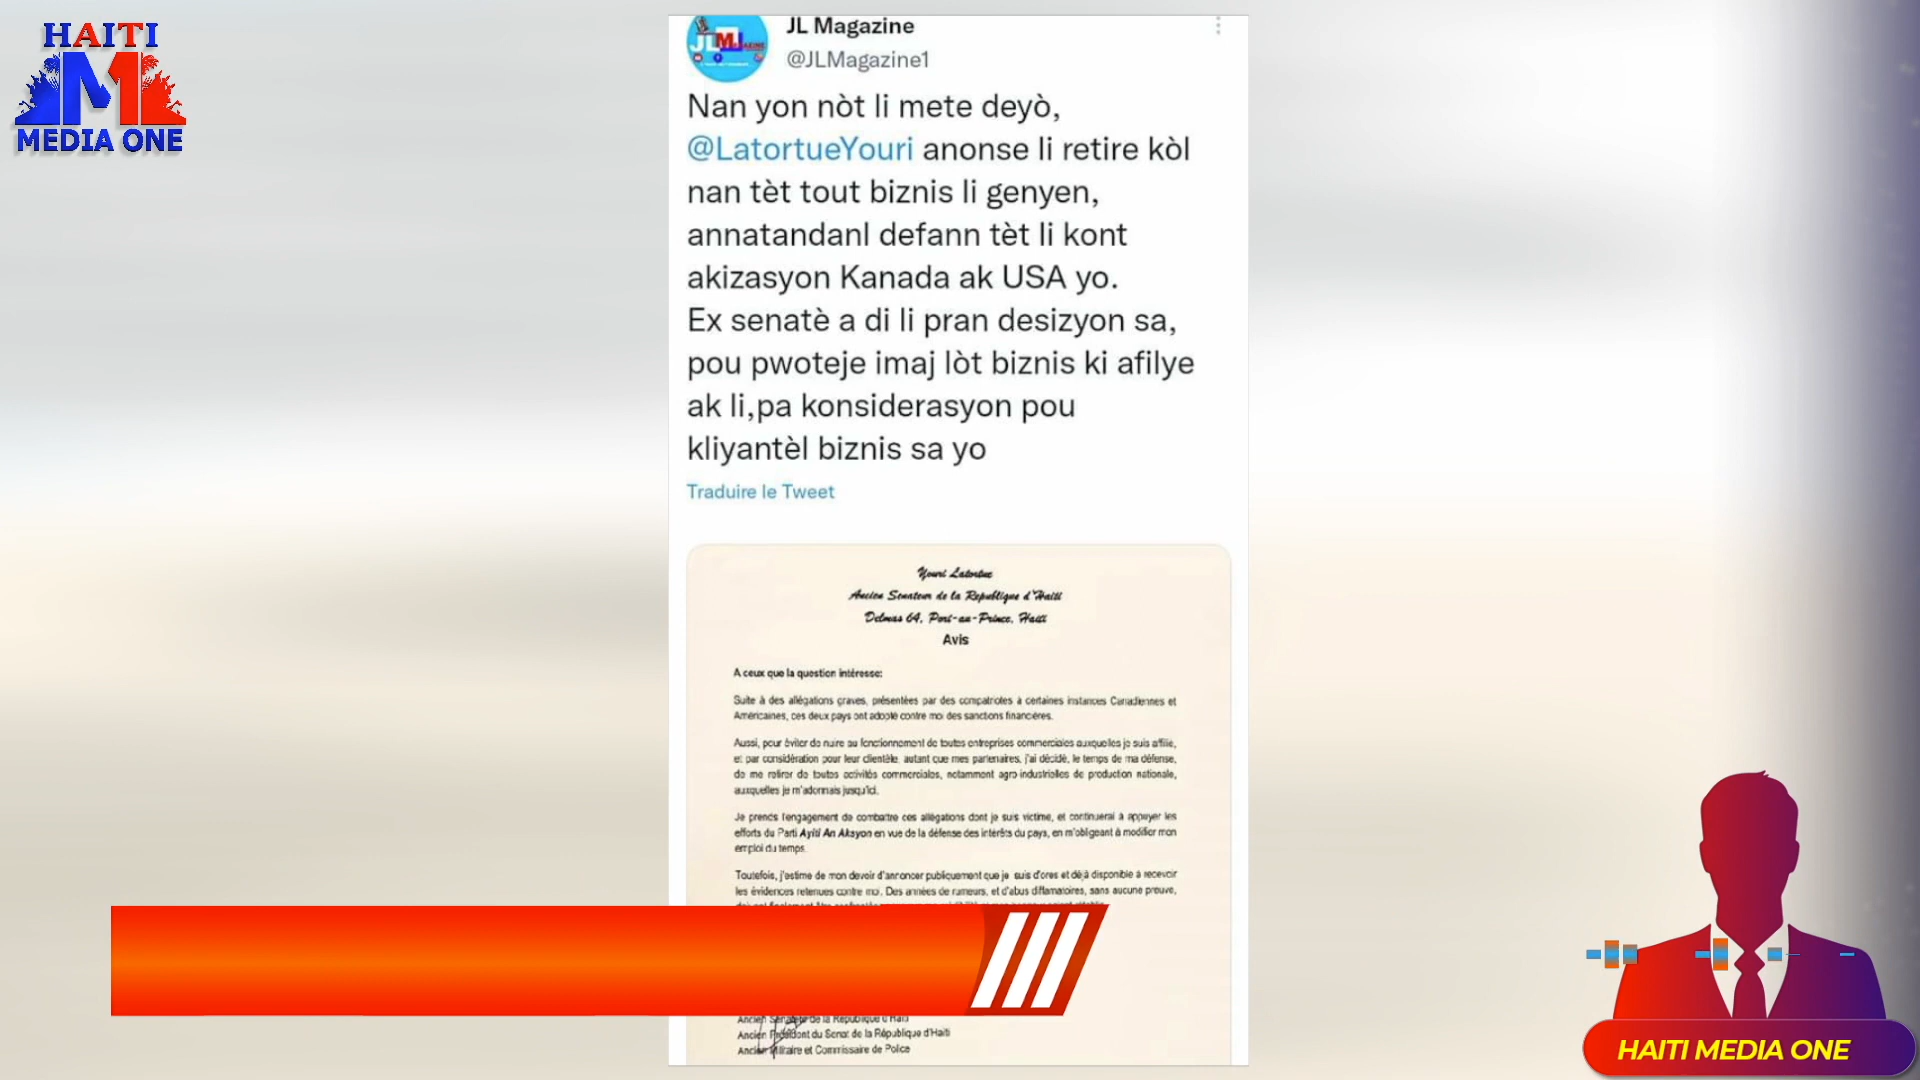 HAITI
M1
MEDIA ONE
JL Magazine
@JLMagazine1
Nan yon nòt li mete deyò,
@LatortueYouri anonse li retire kòl
nan tèt tout biznis li genyen,
annatandanl defann tèt li kont
akizasyon Kanada ak USA yo.
Ex senatè a di li pran desizyon sa,
pou pwoteje imaj lòt biznis ki afilye
ak li,pa konsiderasyon pou
kliyantèl biznis sa yo
Traduire le Tweet
Youri Latortue
Ancien Senateur de la Republique d'Haiti
Delmas 64, Port-au-Prince, Haiti
Avis
A ceux que la question intéresse:
Suite à des allégations graves, présentées par des compatriotes à certaines instances Canadiennes et
Américaines, ces deux pays ont adopté contre moi des sanctions financières.
Aussi, pour éviter de nuire au fonctionnement de toutes entreprises commerciales auxquelles je suis affilié,
et par considération pour leur clientèle, autant que mes partenaires, j'ai décidé, le temps de ma défense,
de me retirer de toutes activités commerciales, notamment agro-industrielles de production nationale,
auxquelles je m'adonnais jusqu'ici.
Je prends l'engagement de combattre ces allégations dont je suis victime, et continuerai à appuyer les
efforts du Parti Ayiti An Aksyon en vue de la défense des intérêts du pays, en m'obligeant à modifier mon
emploi du temps.
Toutefois, j'estime de mon devoir d'annoncer publiquement que je suis d'ores et déjà disponible à recevoir
les évidences retenues contre moi. Des années de rumeurs, et d'abus diffamatoires, sans aucune preuve,
Ancien Sénateur de la République d'Haïti
Ancien Président du Senat de la République d'Haïti
Ancien Militaire et Commissaire de Police
HAITI MEDIA ONE